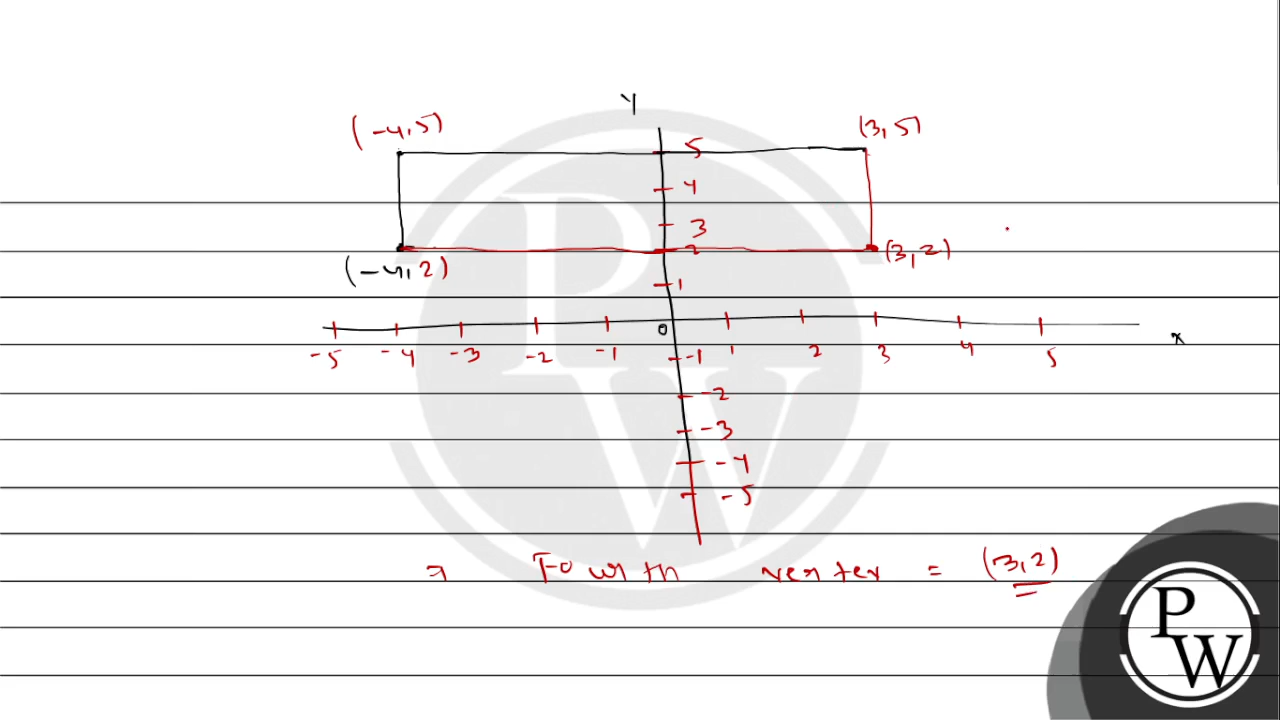 Y
(-4,5)
(3,5)
5
4
3
2
(3,2)
(-4,2)
1
0
X
-5 -4 -3 -2 -1 1 2 3 4 5
-1
-2
-3
-4
-5
⇒ Fourth vertex = (3,2)
P
W